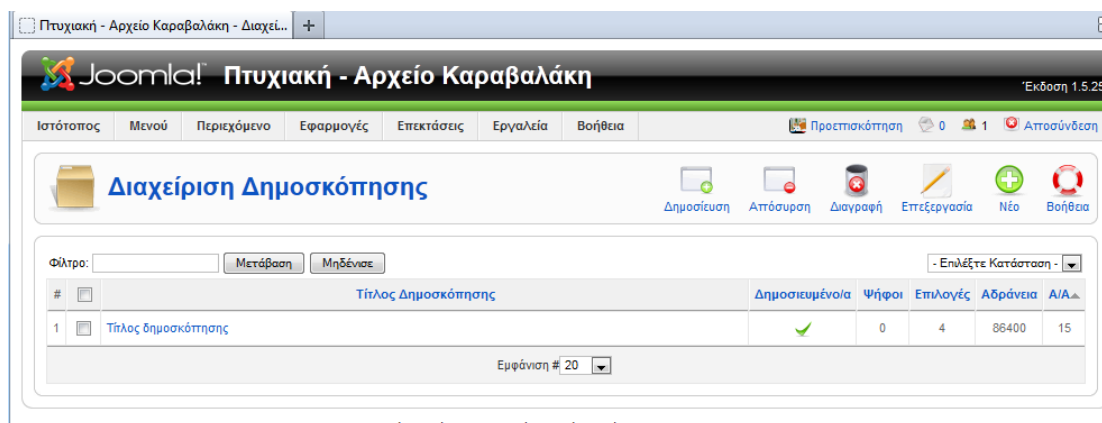 Πτυχιακή - Αρχείο Καραβαλάκη - Διαχεί...
Joomla! Πτυχιακή - Αρχείο Καραβαλάκη
Έκδοση 1.5.25
Ιστότοπος Μενού Περιεχόμενο Εφαρμογές Επεκτάσεις Εργαλεία Βοήθεια Προεπισκόπηση 0 1 Αποσύνδεση
Διαχείριση Δημοσκόπησης
Δημοσίευση Απόσυρση Διαγραφή Επεξεργασία Νέο Βοήθεια
Φίλτρο: Μετάβαση Μηδένισε - Επιλέξτε Κατάσταση -
# Τίτλος Δημοσκόπησης Δημοσιευμένο/α Ψήφοι Επιλογές Αδράνεια Α/Α
1 Τίτλος δημοσκόπησης 0 4 86400 15
Εμφάνιση # 20